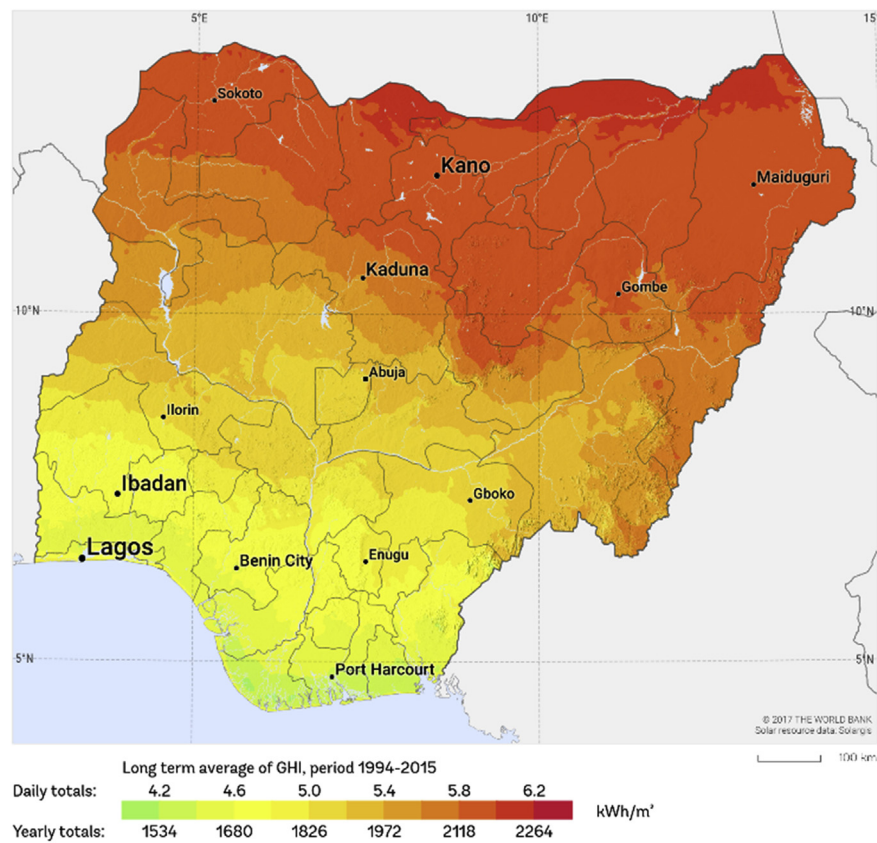 5°E
10°E
15
Sokoto
Kano
Maiduguri
Kaduna
Gombe
10°N
10°N
Abuja
Ilorin
Ibadan
Gboko
Lagos
Benin City
Enugu
5°N
5°N
Port Harcourt
© 2017 THE WORLD BANK
Solar resource data: Solargis
100 km
Long term average of GHI, period 1994-2015
Daily totals: 4.2 4.6 5.0 5.4 5.8 6.2
kWh/m²
Yearly totals: 1534 1680 1826 1972 2118 2264